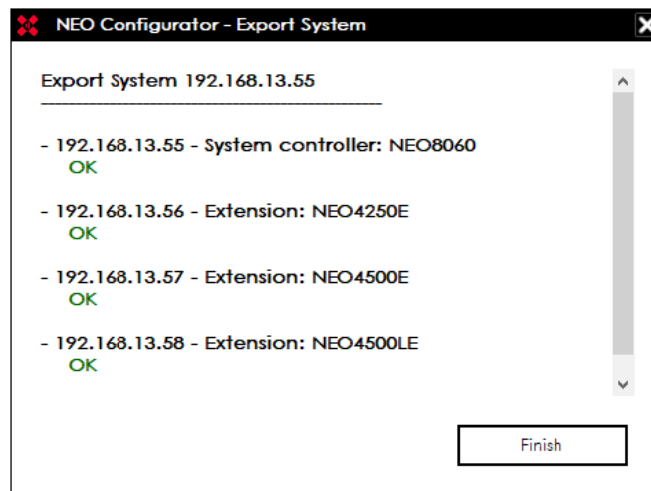 NEO Configurator - Export System
Export System 192.168.13.55
--------------------------------------------------
- 192.168.13.55 - System controller: NEO8060
OK
- 192.168.13.56 - Extension: NEO4250E
OK
- 192.168.13.57 - Extension: NEO4500E
OK
- 192.168.13.58 - Extension: NEO4500LE
OK
Finish